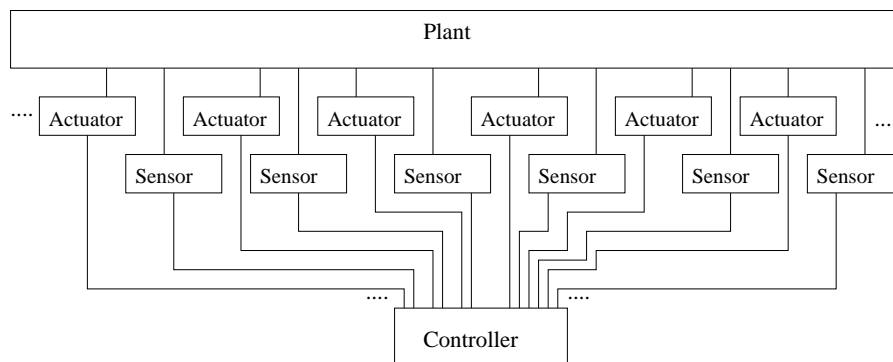 Plant
.... Actuator Actuator Actuator Actuator Actuator Actuator ....
Sensor Sensor Sensor Sensor Sensor Sensor
.... ....
Controller